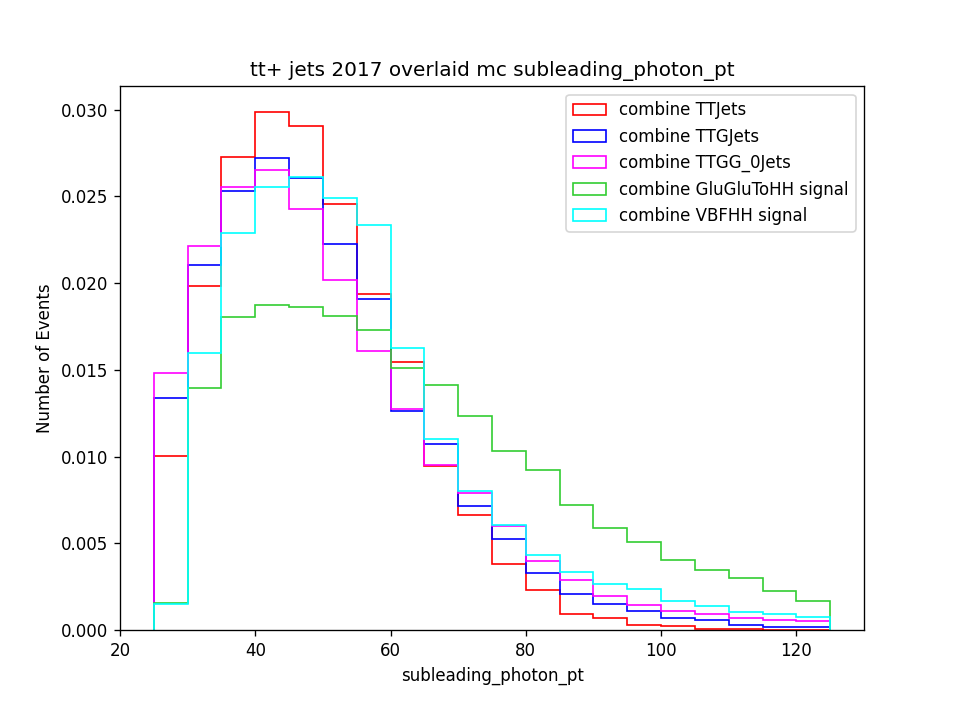 tt+ jets 2017 overlaid mc subleading_photon_pt
combine TTJets
combine TTGJets
combine TTGG_0Jets
combine GluGluToHH signal
combine VBFHH signal
Number of Events
0.030
0.025
0.020
0.015
0.010
0.005
0.000
20
40
60
80
100
120
subleading_photon_pt